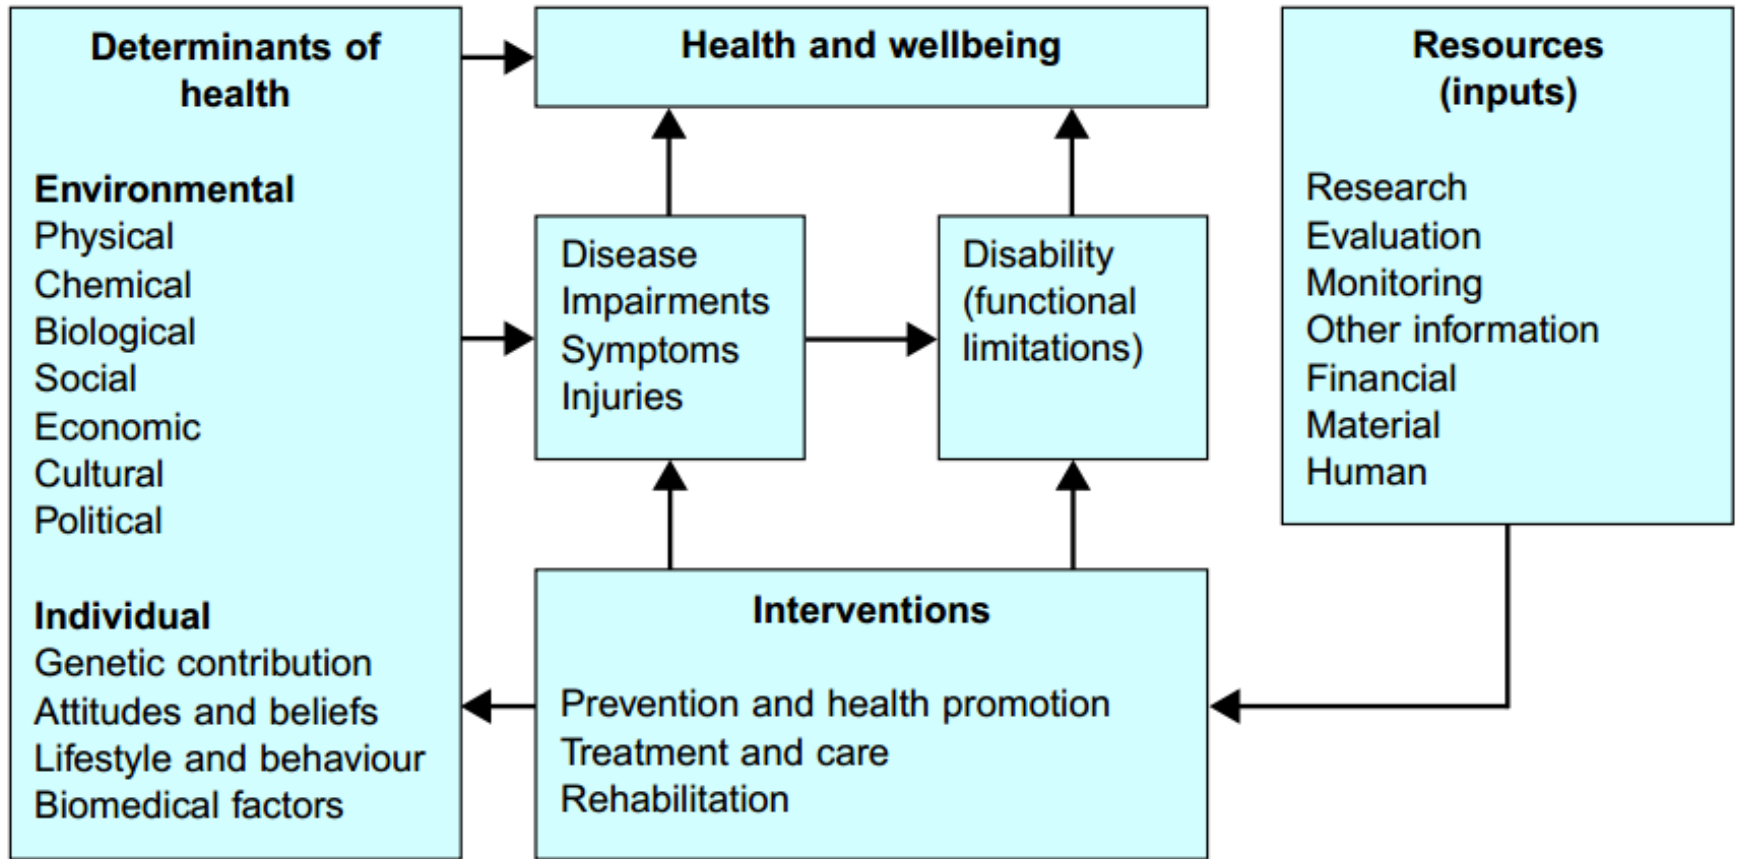 Determinants of
health
Environmental
Physical
Chemical
Biological
Social
Economic
Cultural
Political
Individual
Genetic contribution
Attitudes and beliefs
Lifestyle and behaviour
Biomedical factors
Health and wellbeing
Disease
Impairments
Symptoms
Injuries
Disability
(functional
limitations)
Interventions
Prevention and health promotion
Treatment and care
Rehabilitation
Resources
(inputs)
Research
Evaluation
Monitoring
Other information
Financial
Material
Human